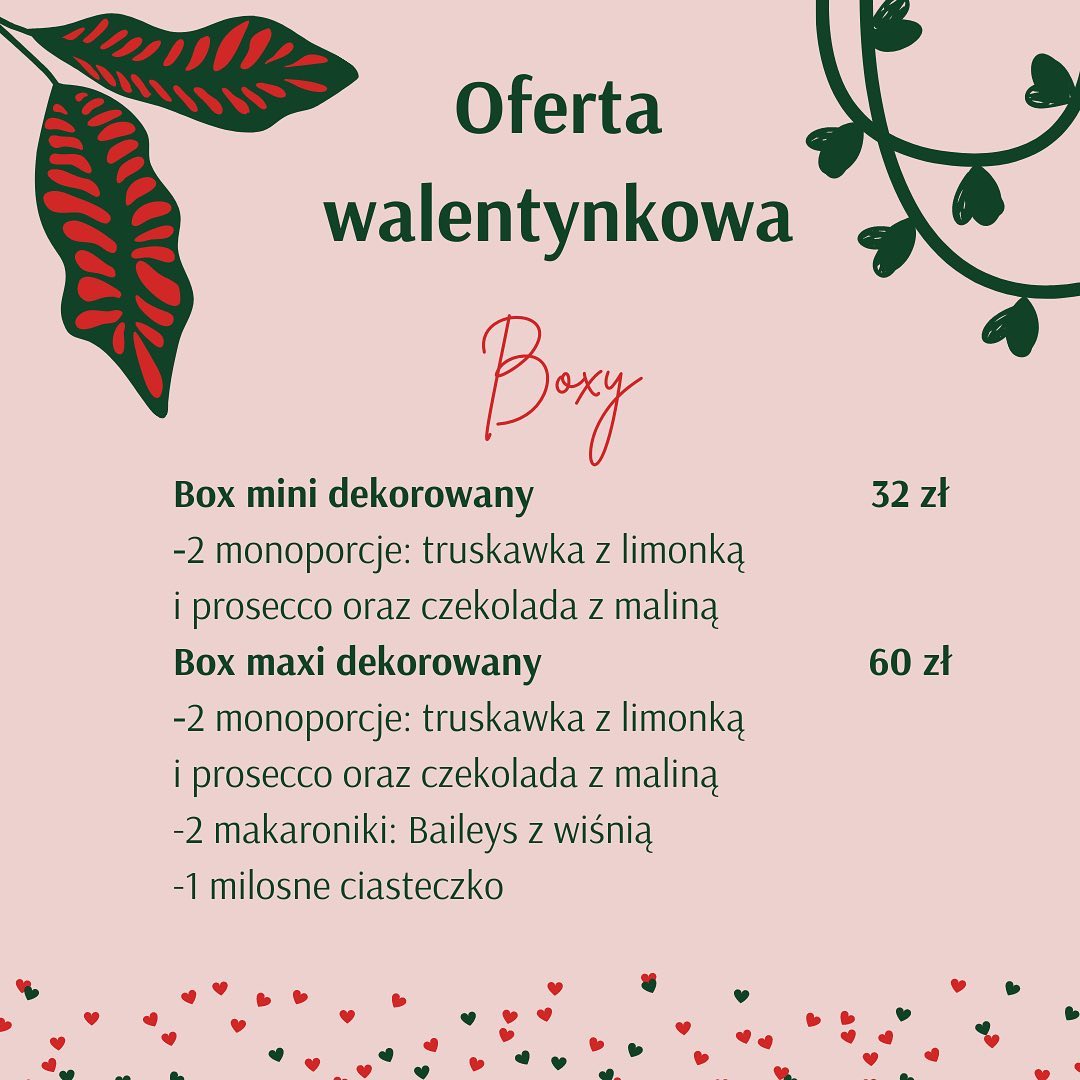 Oferta
walentynkowa
Boxy
Box mini dekorowany 32 zł
-2 monoporcje: truskawka z limonką
i prosecco oraz czekolada z maliną
Box maxi dekorowany 60 zł
-2 monoporcje: truskawka z limonką
i prosecco oraz czekolada z maliną
-2 makaroniki: Baileys z wiśnią
-1 milosne ciasteczko